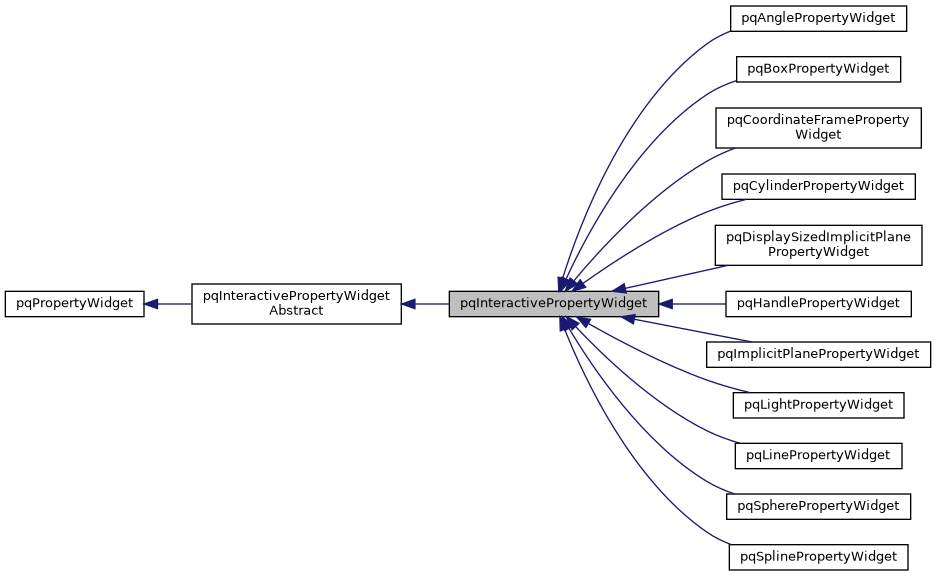 pqPropertyWidget
pqInteractivePropertyWidget
Abstract
pqInteractivePropertyWidget
pqAnglePropertyWidget
pqBoxPropertyWidget
pqCoordinateFrameProperty
Widget
pqCylinderPropertyWidget
pqDisplaySizedImplicitPlane
PropertyWidget
pqHandlePropertyWidget
pqImplicitPlanePropertyWidget
pqLightPropertyWidget
pqLinePropertyWidget
pqSpherePropertyWidget
pqSplinePropertyWidget